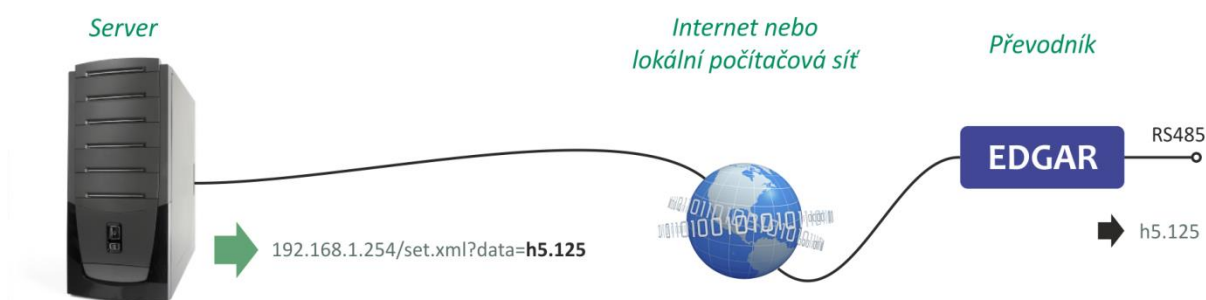 Server
Internet nebo
lokální počítačová síť
Převodník
EDGAR
RS485
192.168.1.254/set.xml?data=h5.125
h5.125